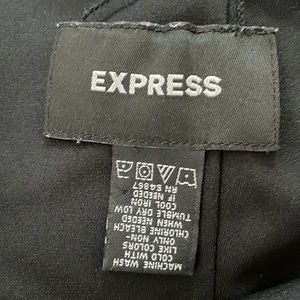 EXPRESS
MACHINE WASH
COLD WITH
LIKE COLORS
ONLY NON-
CHLORINE BLEACH
WHEN NEEDED
TUMBLE DRY LOW
COOL IRON
IF NEEDED
RN 54867